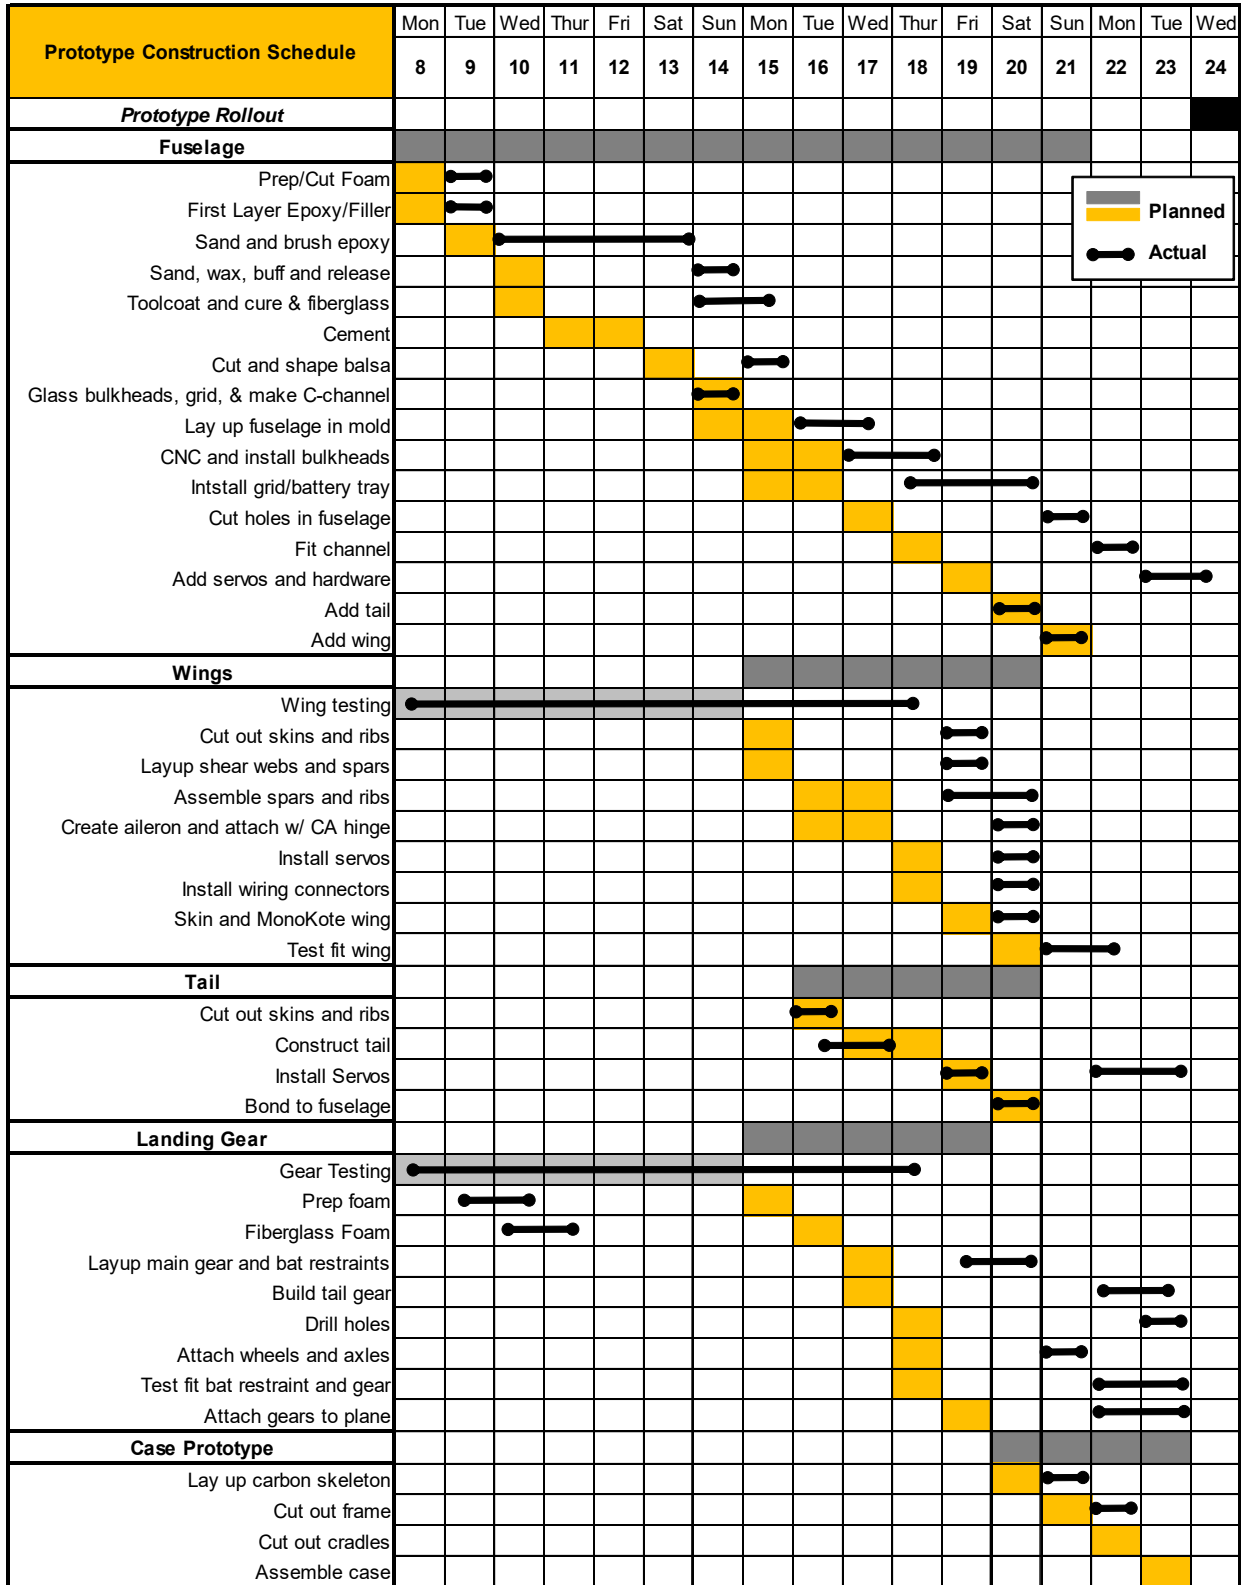 Prototype Construction Schedule
Mon Tue Wed Thur Fri Sat Sun Mon Tue Wed Thur Fri Sat Sun Mon Tue Wed
8 9 10 11 12 13 14 15 16 17 18 19 20 21 22 23 24
Prototype Rollout
Fuselage
Prep/Cut Foam
First Layer Epoxy/Filler
Sand and brush epoxy
Sand, wax, buff and release
Toolcoat and cure & fiberglass
Cement
Cut and shape balsa
Glass bulkheads, grid, & make C-channel
Lay up fuselage in mold
CNC and install bulkheads
Intstall grid/battery tray
Cut holes in fuselage
Fit channel
Add servos and hardware
Add tail
Add wing
Planned
Actual
Wings
Wing testing
Cut out skins and ribs
Layup shear webs and spars
Assemble spars and ribs
Create aileron and attach w/ CA hinge
Install servos
Install wiring connectors
Skin and MonoKote wing
Test fit wing
Tail
Cut out skins and ribs
Construct tail
Install Servos
Bond to fuselage
Landing Gear
Gear Testing
Prep foam
Fiberglass Foam
Layup main gear and bat restraints
Build tail gear
Drill holes
Attach wheels and axles
Test fit bat restraint and gear
Attach gears to plane
Case Prototype
Lay up carbon skeleton
Cut out frame
Cut out cradles
Assemble case